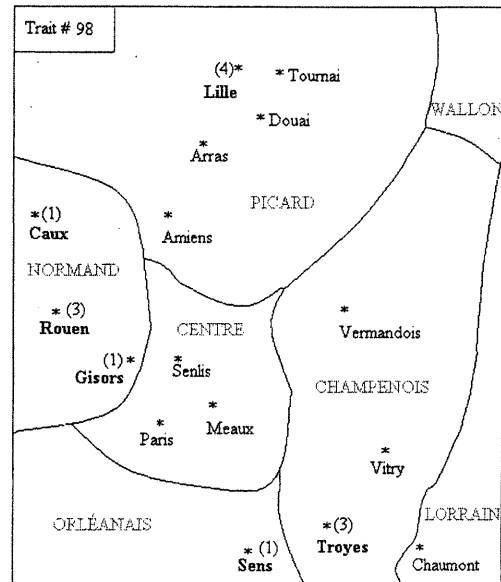 Trait # 98
(4)* * Tournai
Lille
* Douai
WALLON
*
Arras
PICARD
*(1)
Caux
*
Amiens
NORMAND
*(3)
Rouen
CENTRE
*
Vermandois
(1)*
Gisors
*
Senlis
CHAMPENOIS
*
Paris
*
Meaux
*
Vitry
ORLÉANAIS
LORRAIN
*(1)
Sens
*(3)
Troyes
*
Chaumont